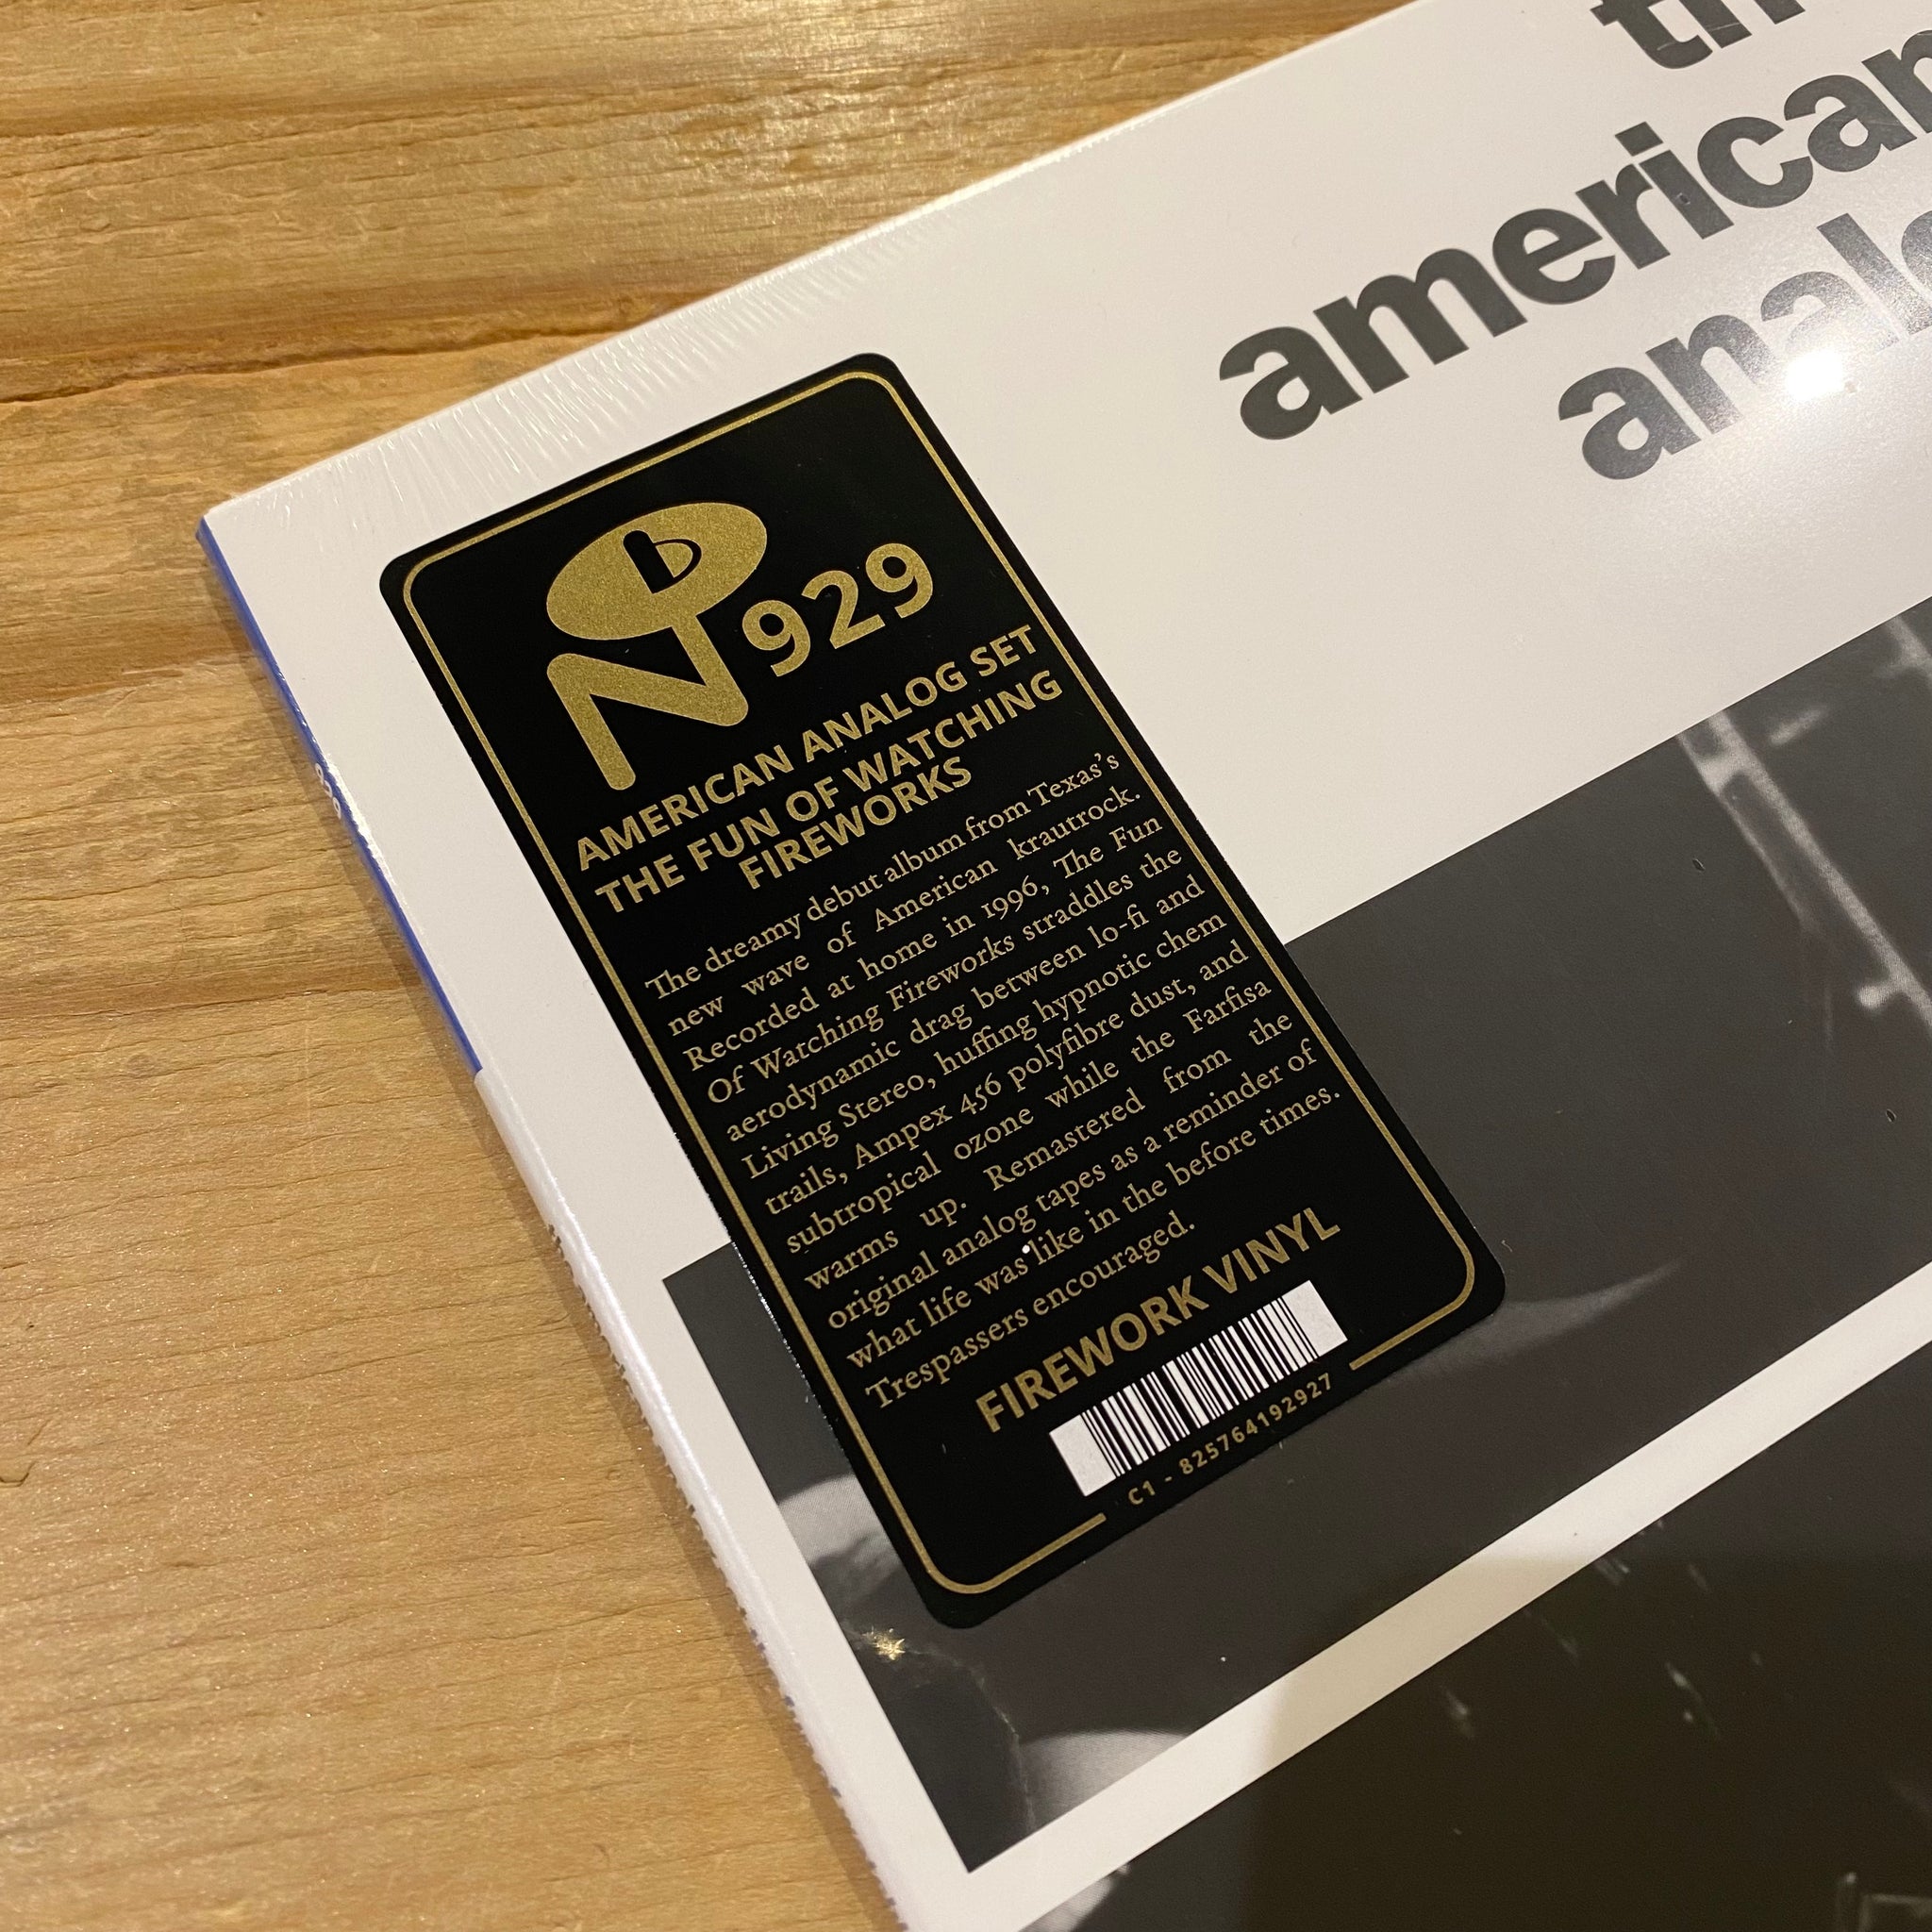 american
929
AMERICAN ANALOG SET
THE FUN OF WATCHING
FIREWORKS
The dreamy debut album from Texas's
new wave of American krautrock.
Recorded at home in 1996, The Fun
Of Watching Fireworks straddles the
aerodynamic drag between lo-fi and
Living Stereo, huffing hypnotic chem
trails, Ampex 456 polyfibre dust, and
subtropical ozone while the Farfisa
warms up. Remastered from the
original analog tapes as a reminder of
what life was like in the before times.
Trespassers encouraged.
FIREWORK VINYL
C1 - 825764192927